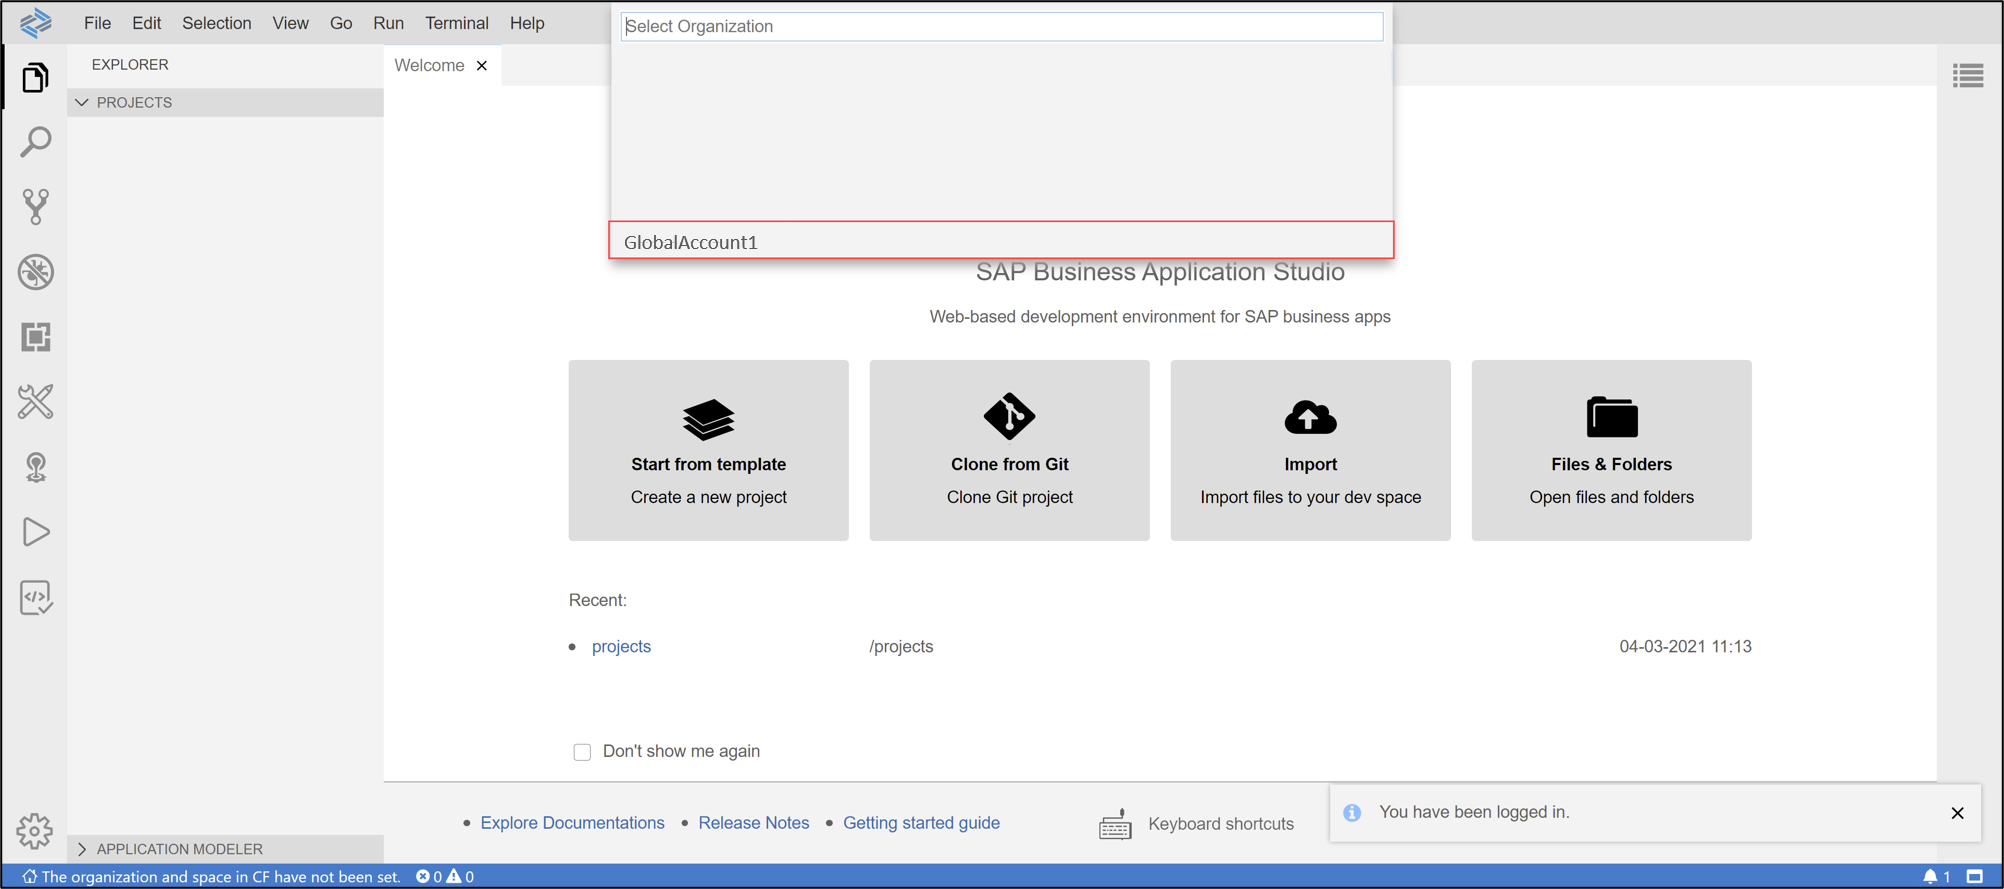 File Edit Selection View Go Run Terminal Help
Select Organization
EXPLORER
Welcome
PROJECTS
GlobalAccount1
SAP Business Application Studio
Web-based development environment for SAP business apps
Start from template
Create a new project
Clone from Git
Clone Git project
Import
Import files to your dev space
Files & Folders
Open files and folders
Recent:
projects /projects 04-03-2021 11:13
Don't show me again
Explore Documentations Release Notes Getting started guide
Keyboard shortcuts
You have been logged in.
APPLICATION MODELER
The organization and space in CF have not been set. 0 0
1